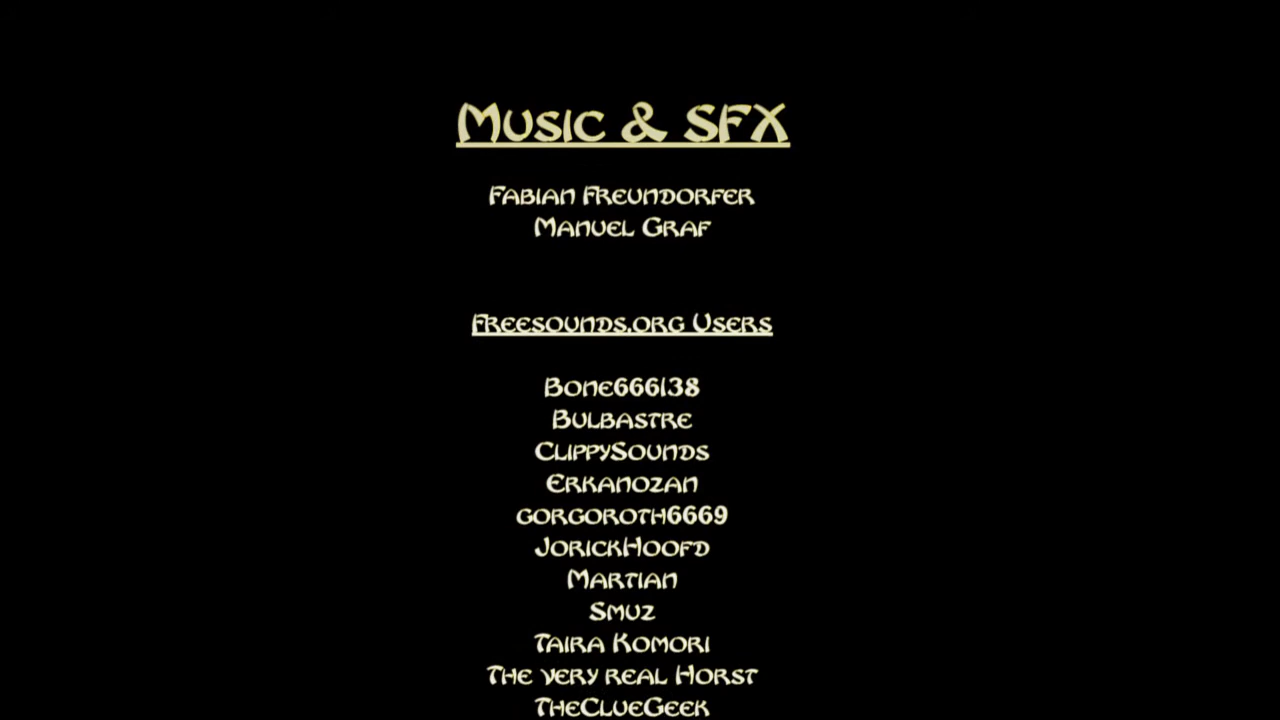 Music & SFX
Fabian Freundorfer
Manuel Graf
Freesounds.org Users
Bone666138
Bulbastre
ClippySounds
Erkanozan
gorgoroth6669
JorickHoofd
Martian
Smuz
Taira Komori
The very real Horst
TheClueGeek